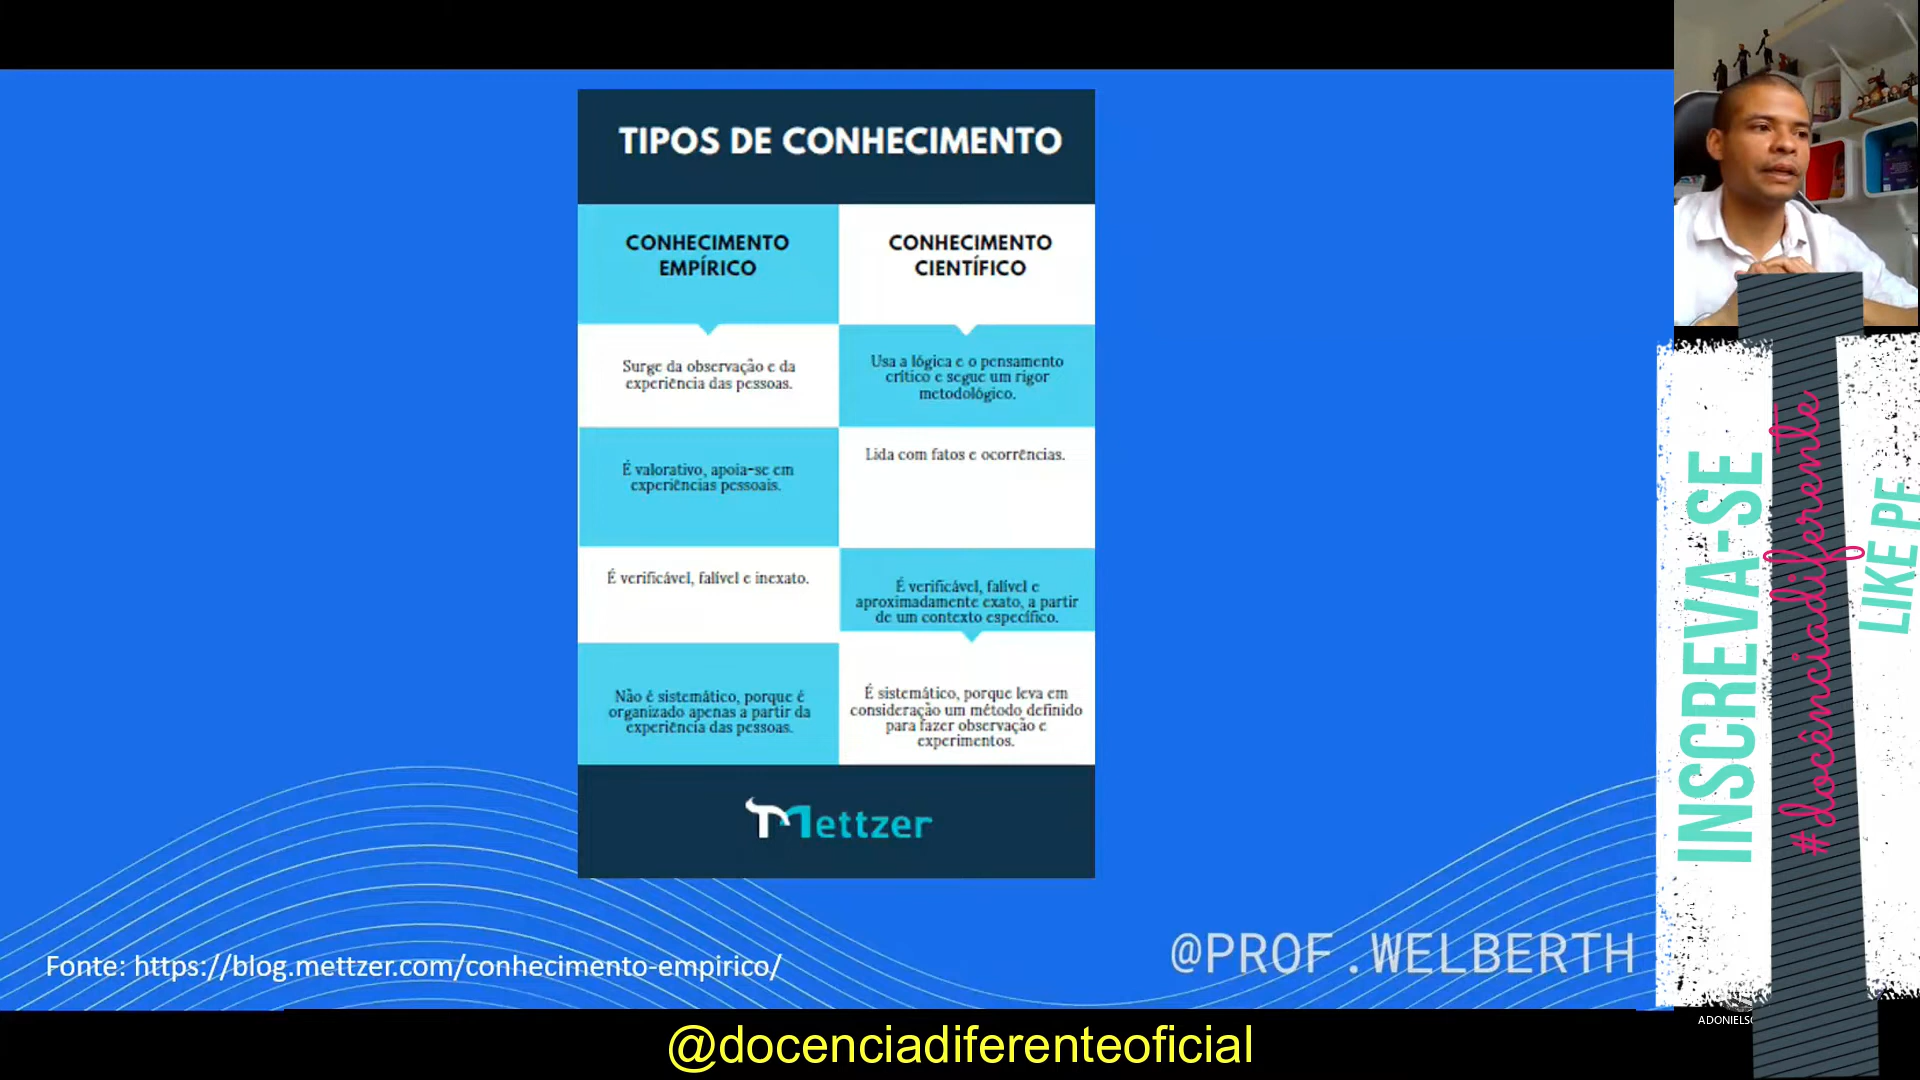 TIPOS DE CONHECIMENTO
CONHECIMENTO
EMPÍRICO
CONHECIMENTO
CIENTÍFICO
Surge da observação e da
experiência das pessoas.
Usa a lógica e o pensamento
crítico e segue um rigor
metodológico.
É valorativo, apoia-se em
experiências pessoais.
Lida com fatos e ocorrências.
É verificável, falível e inexato.
É verificável, falível e
aproximadamente exato, a partir
de um contexto específico.
Não é sistemático, porque é
organizado apenas a partir da
experiência das pessoas.
É sistemático, porque leva em
consideração um método definido
para fazer observação e
experimentos.
Mettzer
Fonte: https://blog.mettzer.com/conhecimento-empirico/
@PROF.WELBERTH
INSCREVA-SE
#docênciadiferente
LIKE
@docenciadiferenteoficial